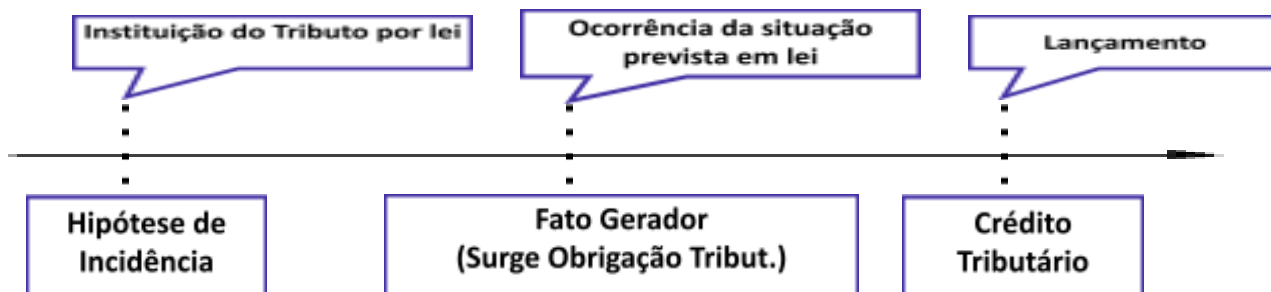 Instituição do Tributo por lei
Ocorrência da situação
prevista em lei
Lançamento
Hipótese de
Incidência
Fato Gerador
(Surge Obrigação Tribut.)
Crédito
Tributário